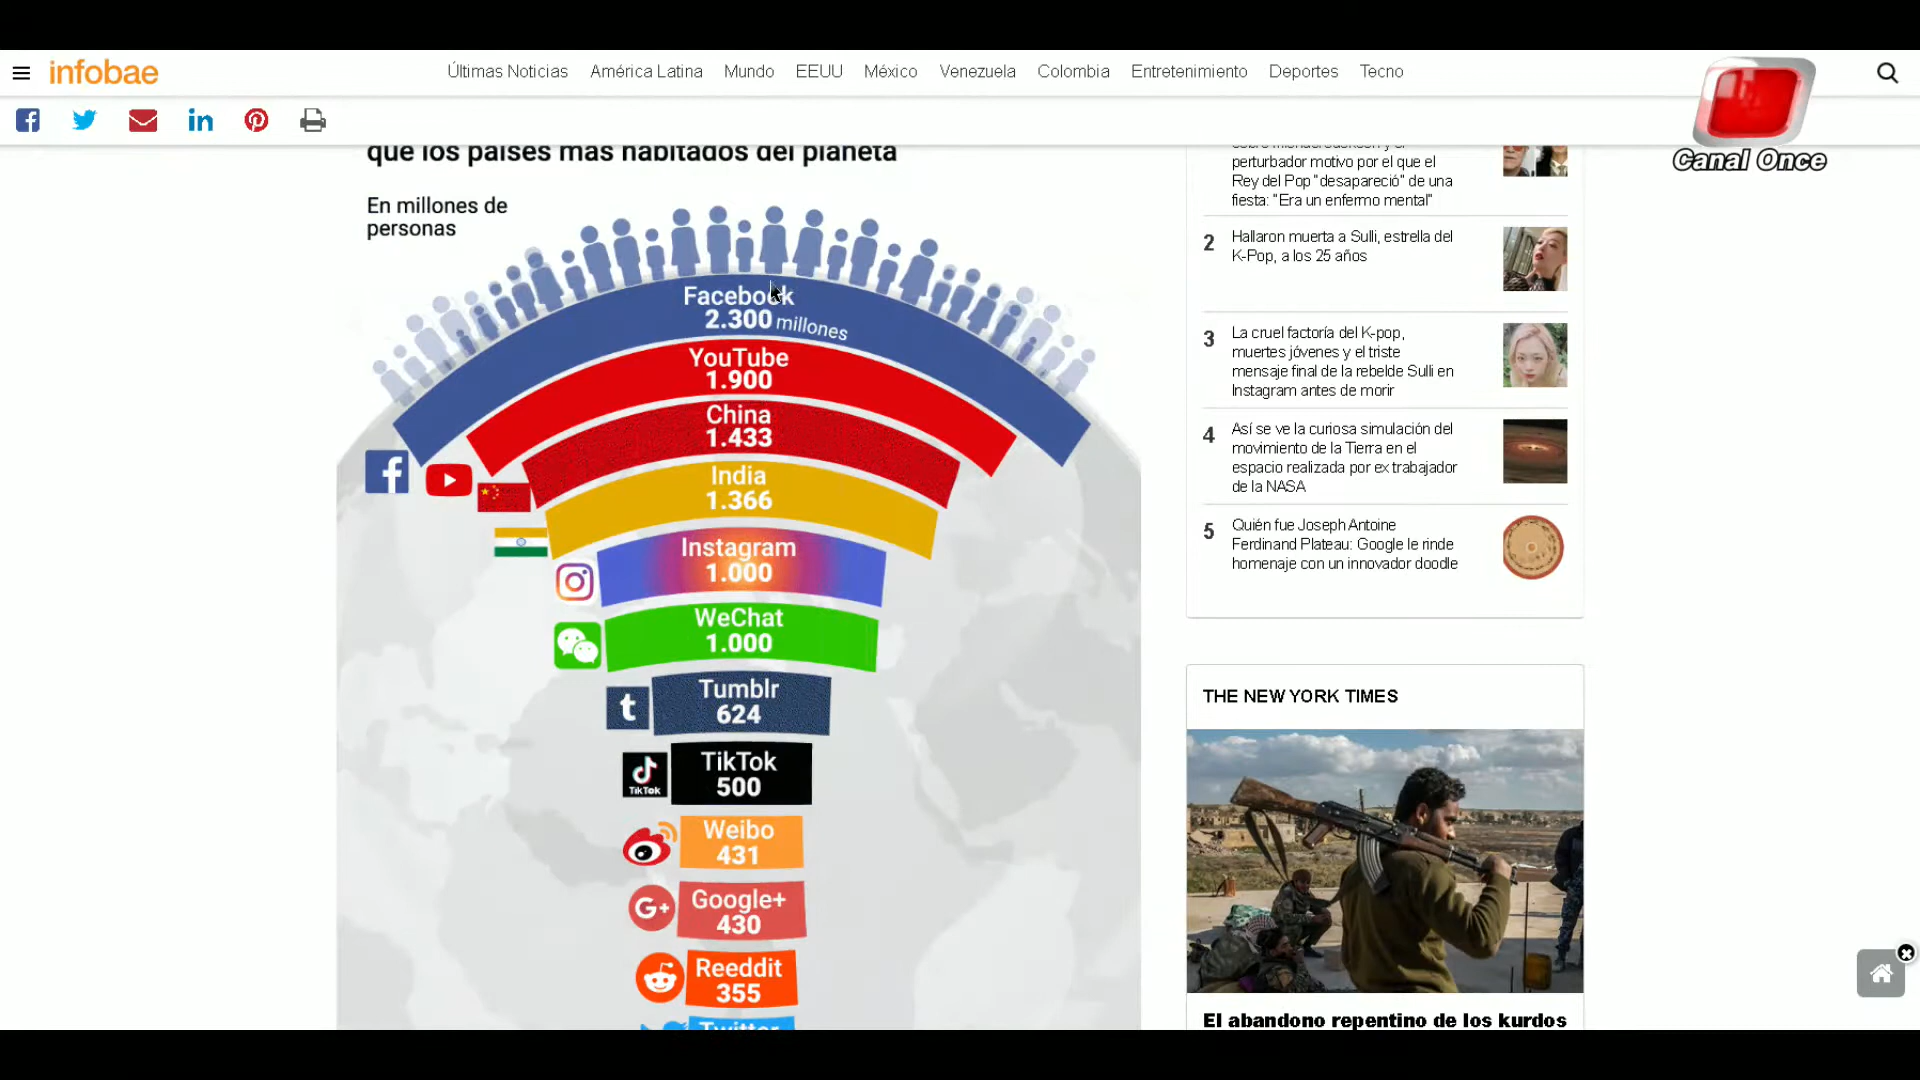 infobae
Últimas Noticias América Latina Mundo EEUU México Venezuela Colombia Entretenimiento Deportes Tecno
Canal Once
que los países más habitados del planeta
En millones de
personas
Facebook
2.300 millones
YouTube
1.900
China
1.433
India
1.366
Instagram
1.000
WeChat
1.000
Tumblr
624
TikTok
TikTok
500
Weibo
431
G+
Google+
430
Reeddit
355
Twitter
perturbador motivo por el que el
Rey del Pop "desapareció" de una
fiesta: "Era un enfermo mental"
2
Hallaron muerta a Sulli, estrella del
K-Pop, a los 25 años
3
La cruel factoría del K-pop,
muertes jóvenes y el triste
mensaje final de la rebelde Sulli en
Instagram antes de morir
4
Así se ve la curiosa simulación del
movimiento de la Tierra en el
espacio realizada por ex trabajador
de la NASA
5
Quién fue Joseph Antoine
Ferdinand Plateau: Google le rinde
homenaje con un innovador doodle
THE NEW YORK TIMES
El abandono repentino de los kurdos